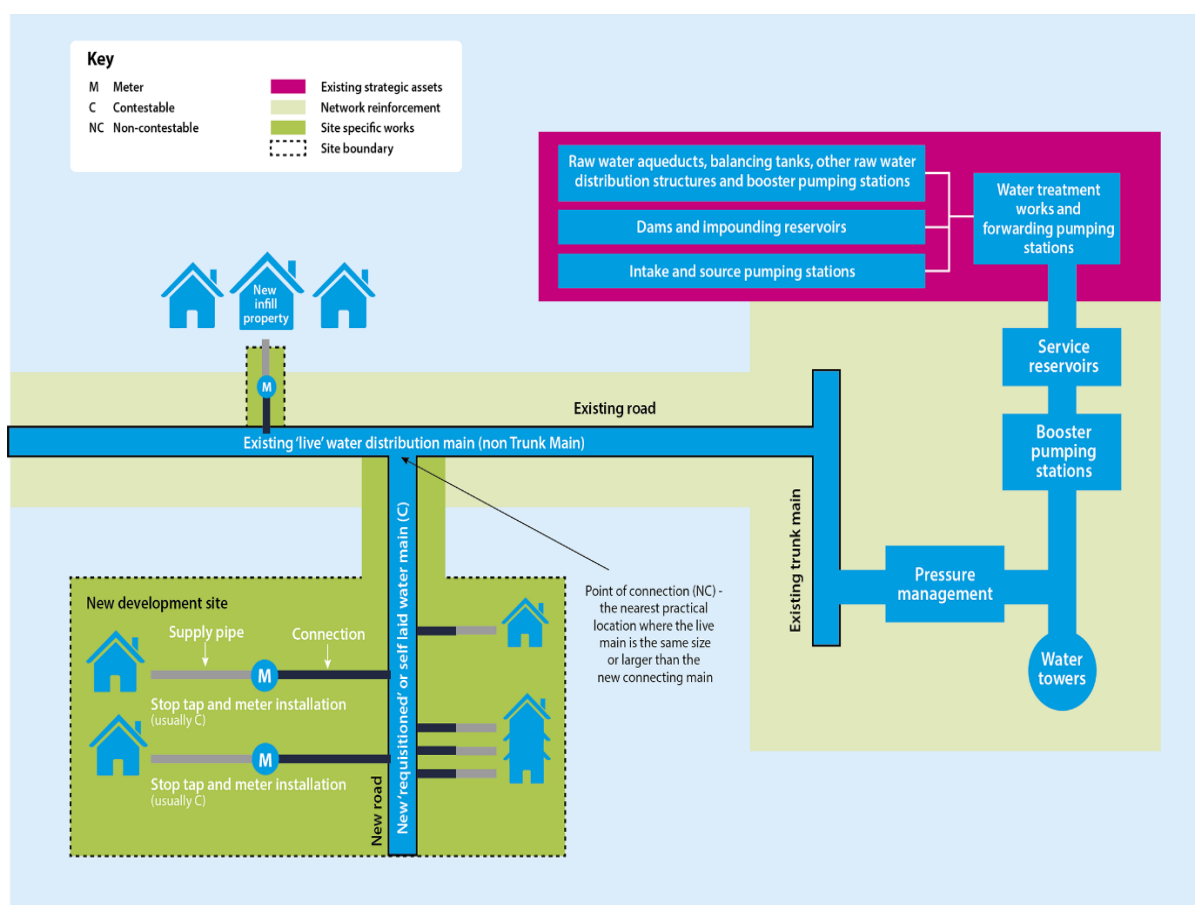 Key
M Meter
C Contestable
NC Non-contestable
Existing strategic assets
Network reinforcement
Site specific works
Site boundary
Raw water aqueducts, balancing tanks, other raw water
distribution structures and booster pumping stations
Dams and impounding reservoirs
Intake and source pumping stations
Water treatment
works and
forwarding pumping
stations
New
infill
property
M
Service
reservoirs
Existing road
Existing ‘live’ water distribution main (non Trunk Main)
Booster
pumping
stations
New ‘requisitioned’ or self laid water main (C)
Existing trunk main
Pressure
management
Point of connection (NC) -
the nearest practical
location where the live
main is the same size
or larger than the
new connecting main
Water
towers
New development site
Supply pipe
Connection
M
Stop tap and meter installation
(usually C)
M
Stop tap and meter installation
(usually C)
New road